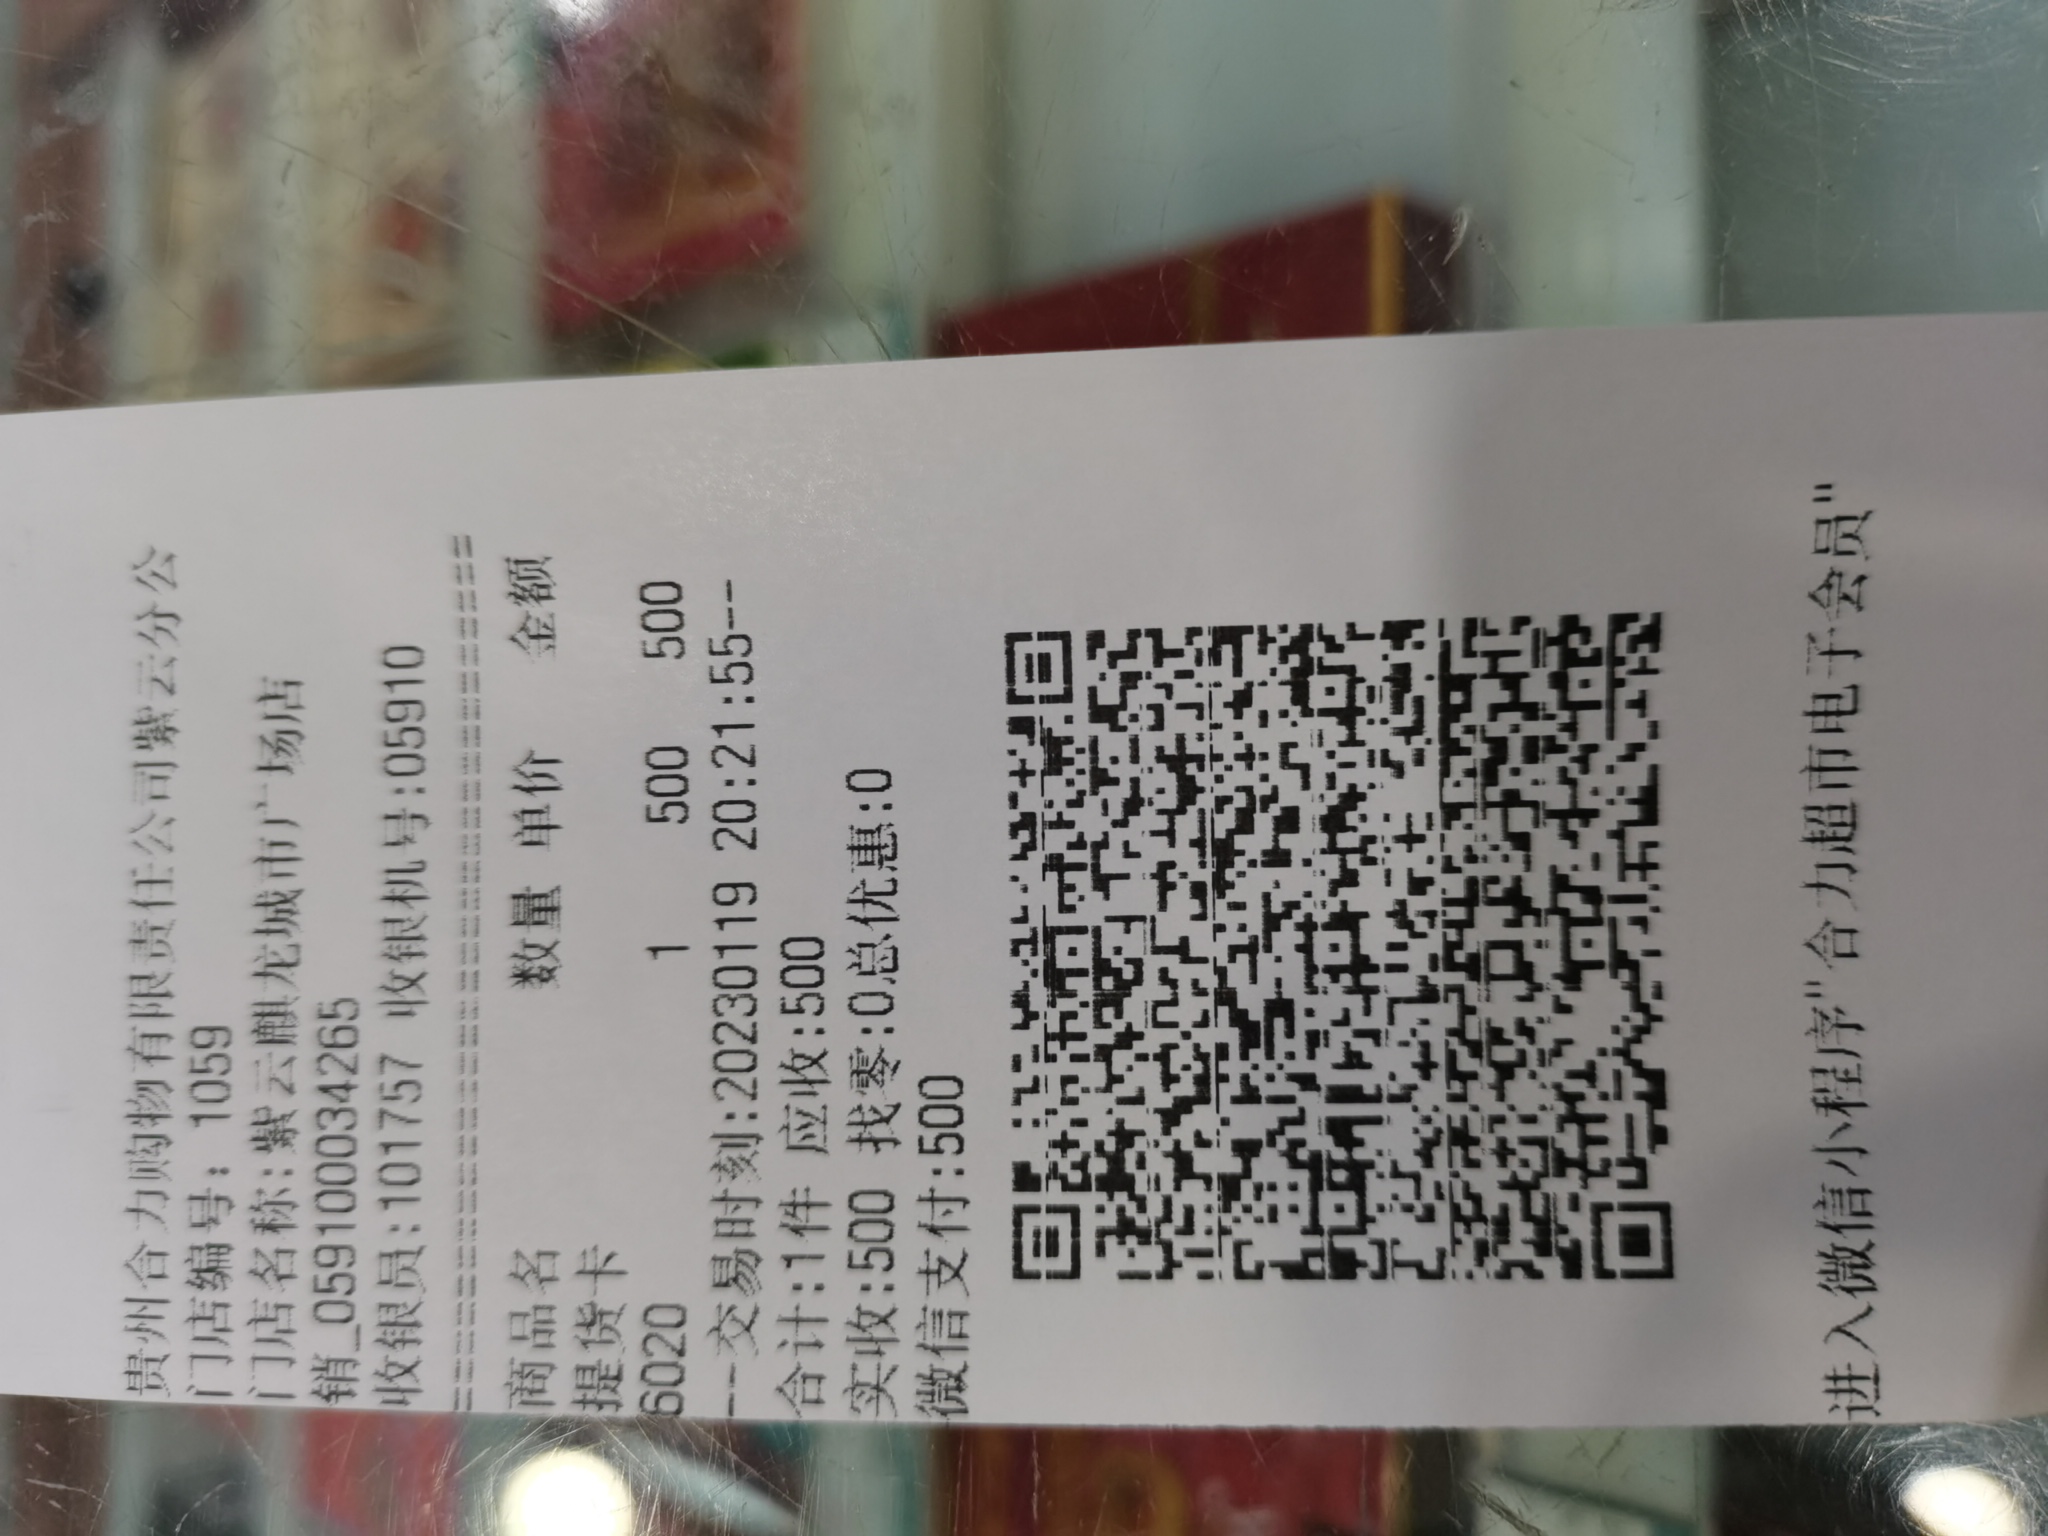 贵州合力购物有限责任公司紫云分公
门店编号: 1059
门店名称:紫云麒龙城市广场店
销_0591000034265
收银员:101757 收银机号:05910
商品名 数量 单价 金额
提货卡
6020 1 500 500
---交易时刻:20230119 20:21:55--
合计:1件 应收:500
实收:500 找零:0总优惠:0
微信支付:500
进入微信小程序"合力超市电子会员"